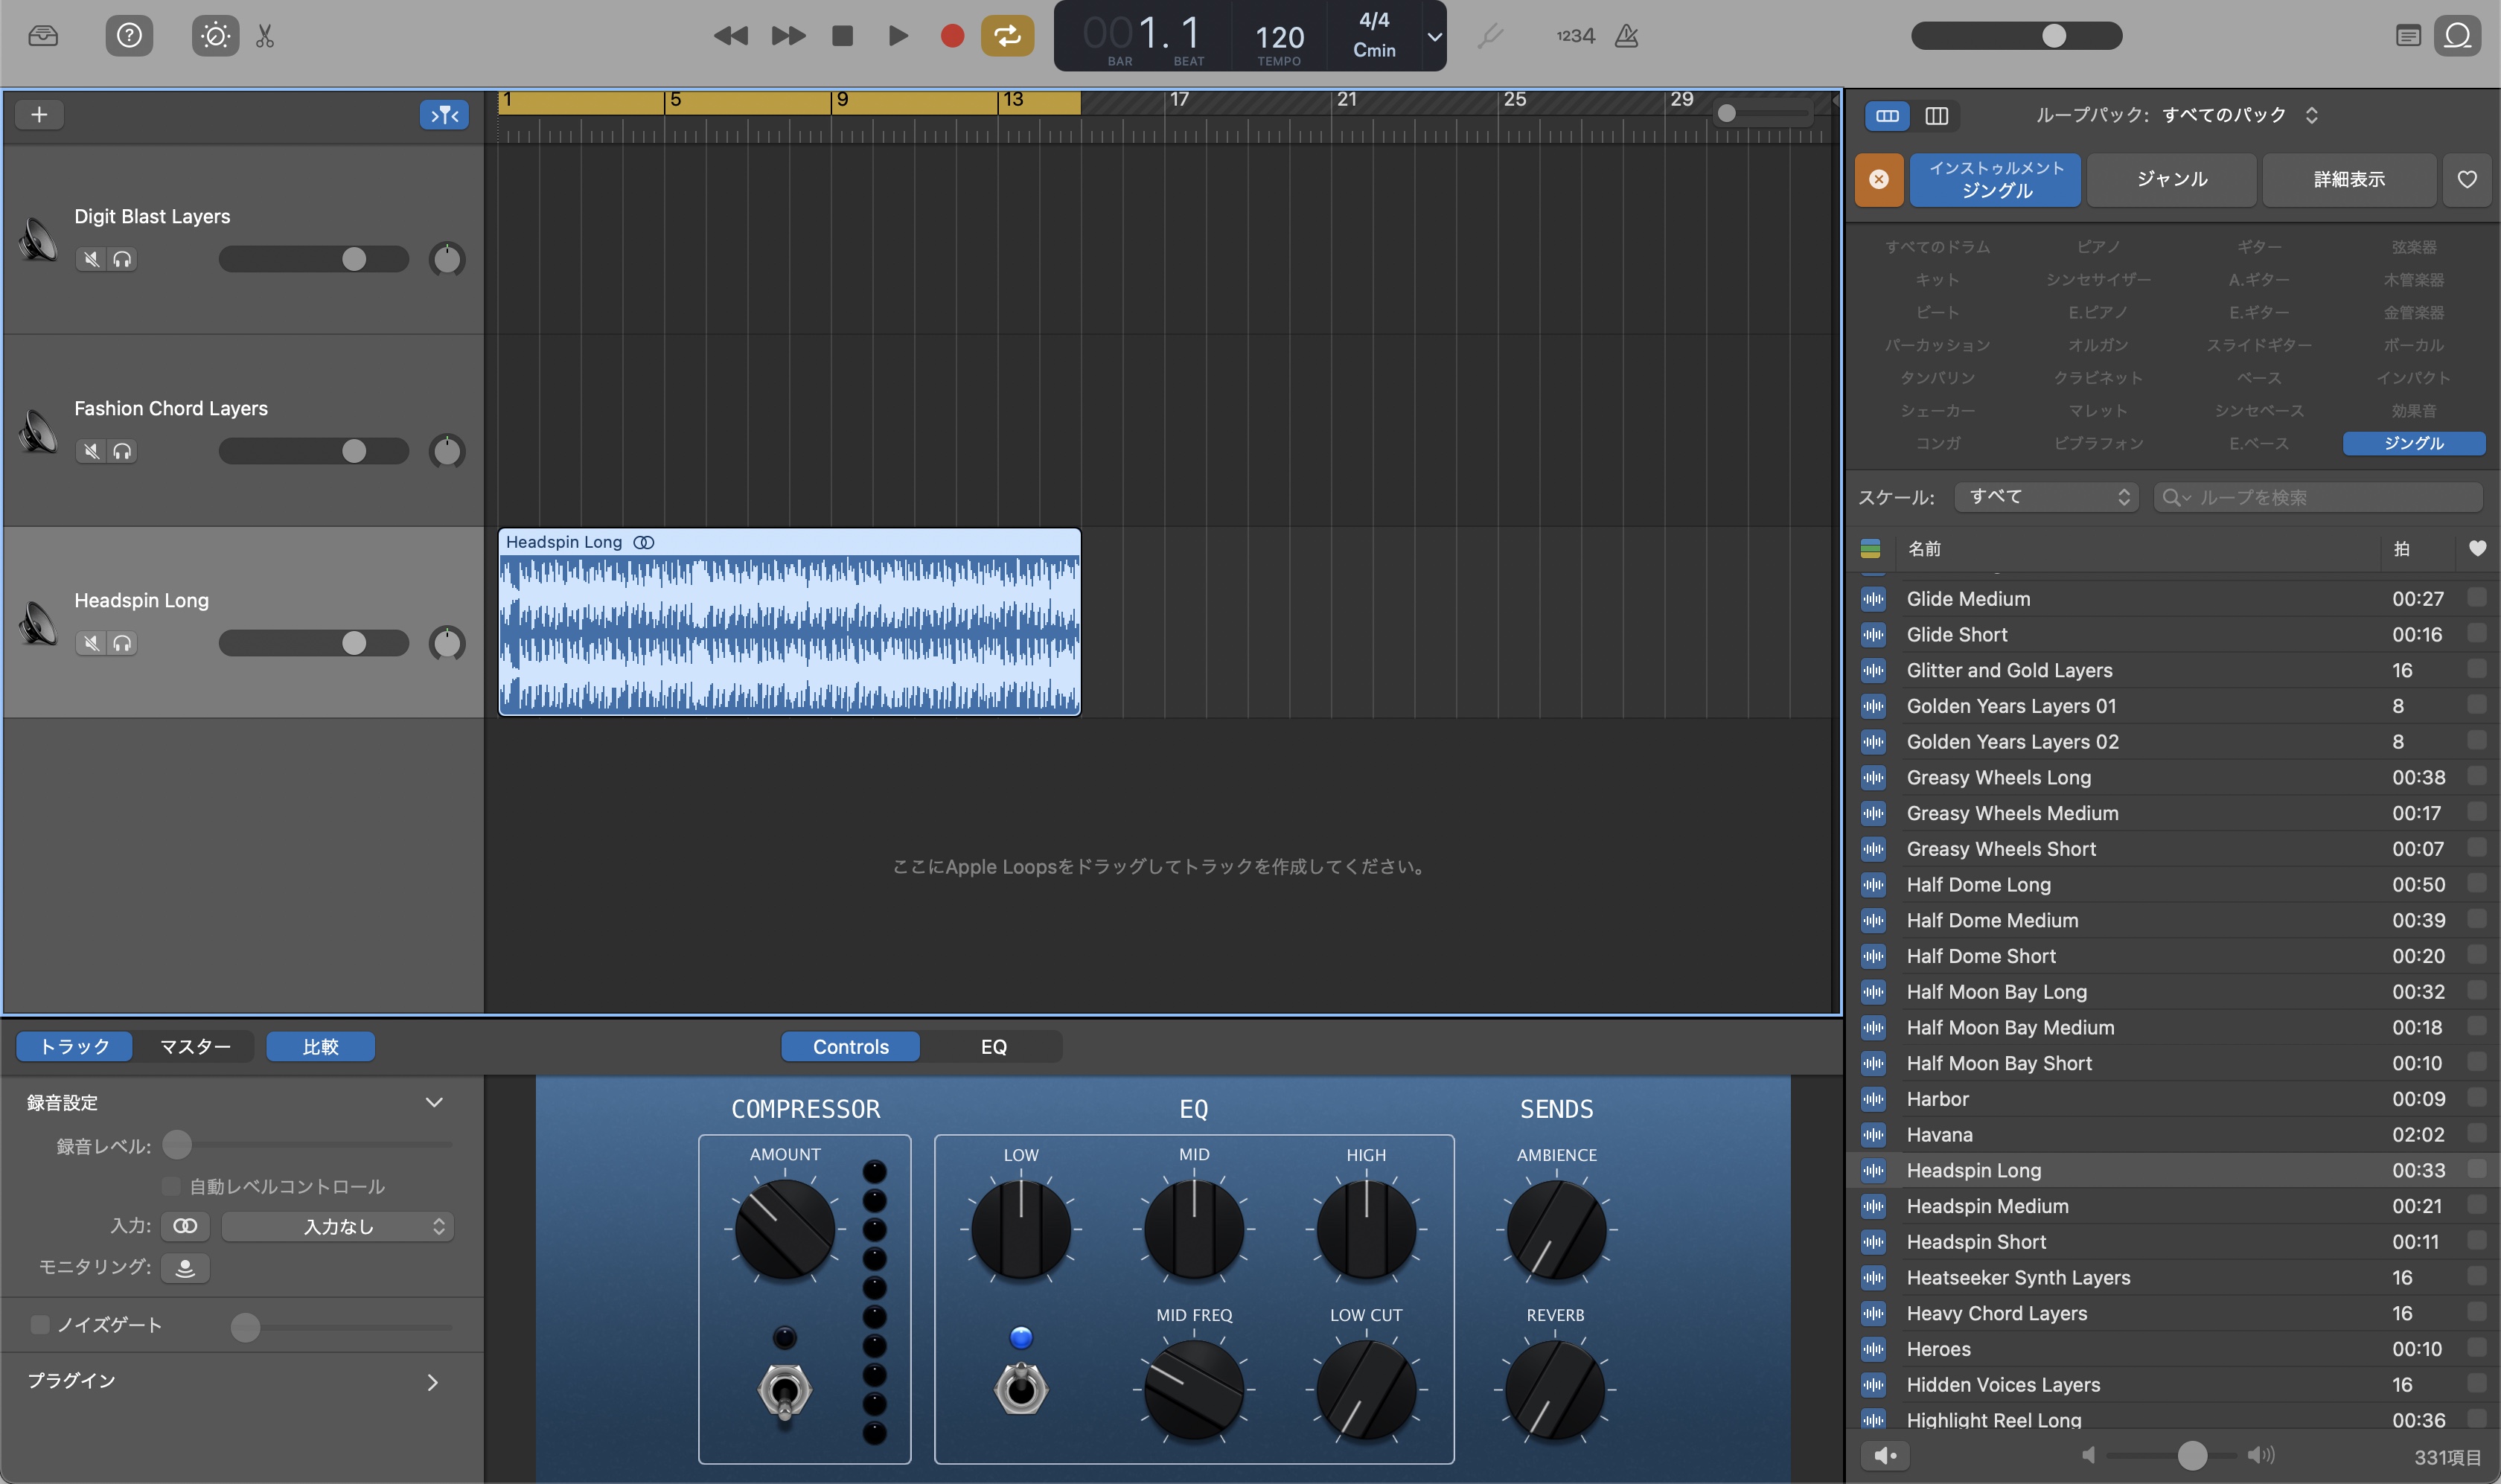 001. 1
BAR BEAT
120
TEMPO
4/4
Cmin
1234
1 5 9 13 17 21 25 29
Digit Blast Layers
Fashion Chord Layers
Headspin Long
Headspin Long
ここにApple Loopsをドラッグしてトラックを作成してください。
トラック マスター 比較
Controls EQ
録音設定
録音レベル:
自動レベルコントロール
入力: 入力なし
モニタリング:
ノイズゲート
プラグイン
COMPRESSOR
AMOUNT
EQ
LOW MID HIGH
MID FREQ LOW CUT
SENDS
AMBIENCE
REVERB
ループパック: すべてのパック
インストゥルメント
ジングル
ジャンル
詳細表示
すべてのドラム ピアノ ギター 弦楽器
キット シンセサイザー A.ギター 木管楽器
ビート E.ピアノ E.ギター 金管楽器
パーカッション オルガン スライドギター ボーカル
タンバリン クラビネット ベース インパクト
シェーカー マレット シンセベース 効果音
コンガ ビブラフォン E.ベース ジングル
スケール: すべて ループを検索
名前 拍
Glide Medium 00:27
Glide Short 00:16
Glitter and Gold Layers 16
Golden Years Layers 01 8
Golden Years Layers 02 8
Greasy Wheels Long 00:38
Greasy Wheels Medium 00:17
Greasy Wheels Short 00:07
Half Dome Long 00:50
Half Dome Medium 00:39
Half Dome Short 00:20
Half Moon Bay Long 00:32
Half Moon Bay Medium 00:18
Half Moon Bay Short 00:10
Harbor 00:09
Havana 02:02
Headspin Long 00:33
Headspin Medium 00:21
Headspin Short 00:11
Heatseeker Synth Layers 16
Heavy Chord Layers 16
Heroes 00:10
Hidden Voices Layers 16
Highlight Reel Long 00:36
331項目